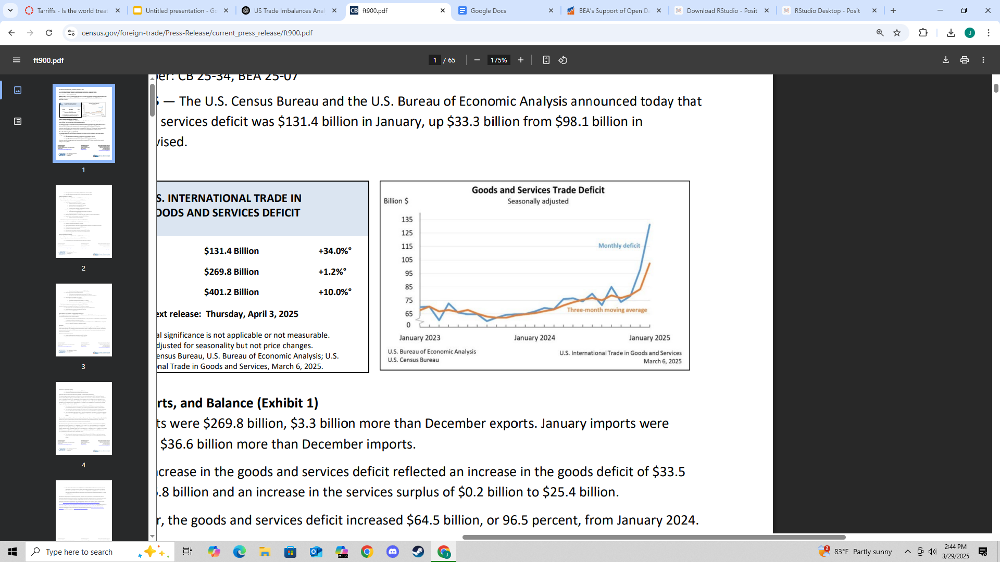 Tarriffs - Is the world treat
Untitled presentation - Go
US Trade Imbalances Anal
ft900.pdf
Google Docs
BEA's Support of Open Da
Download RStudio - Posit
RStudio Desktop - Posit
census.gov/foreign-trade/Press-Release/current_press_release/ft900.pdf
J
ft900.pdf
1 / 65
175%
1
2
3
4
er: CB 25-34, BEA 25-07
5 — The U.S. Census Bureau and the U.S. Bureau of Economic Analysis announced today that
services deficit was $131.4 billion in January, up $33.3 billion from $98.1 billion in
vised.
S. INTERNATIONAL TRADE IN
OODS AND SERVICES DEFICIT
$131.4 Billion +34.0%°
$269.8 Billion +1.2%°
$401.2 Billion +10.0%°
ext release: Thursday, April 3, 2025
al significance is not applicable or not measurable.
djusted for seasonality but not price changes.
ensus Bureau, U.S. Bureau of Economic Analysis; U.S.
onal Trade in Goods and Services, March 6, 2025.
Goods and Services Trade Deficit
Seasonally adjusted
Billion $
135
125
115
105
95
85
75
65
0
Monthly deficit
Three-month moving average
January 2023
January 2024
January 2025
U.S. Bureau of Economic Analysis
U.S. Census Bureau
U.S. International Trade in Goods and Services
March 6, 2025
rts, and Balance (Exhibit 1)
ts were $269.8 billion, $3.3 billion more than December exports. January imports were
$36.6 billion more than December imports.
ncrease in the goods and services deficit reflected an increase in the goods deficit of $33.5
.8 billion and an increase in the services surplus of $0.2 billion to $25.4 billion.
r, the goods and services deficit increased $64.5 billion, or 96.5 percent, from January 2024.
Type here to search
M365
J
2
83°F Partly sunny
2:44 PM
3/29/2025